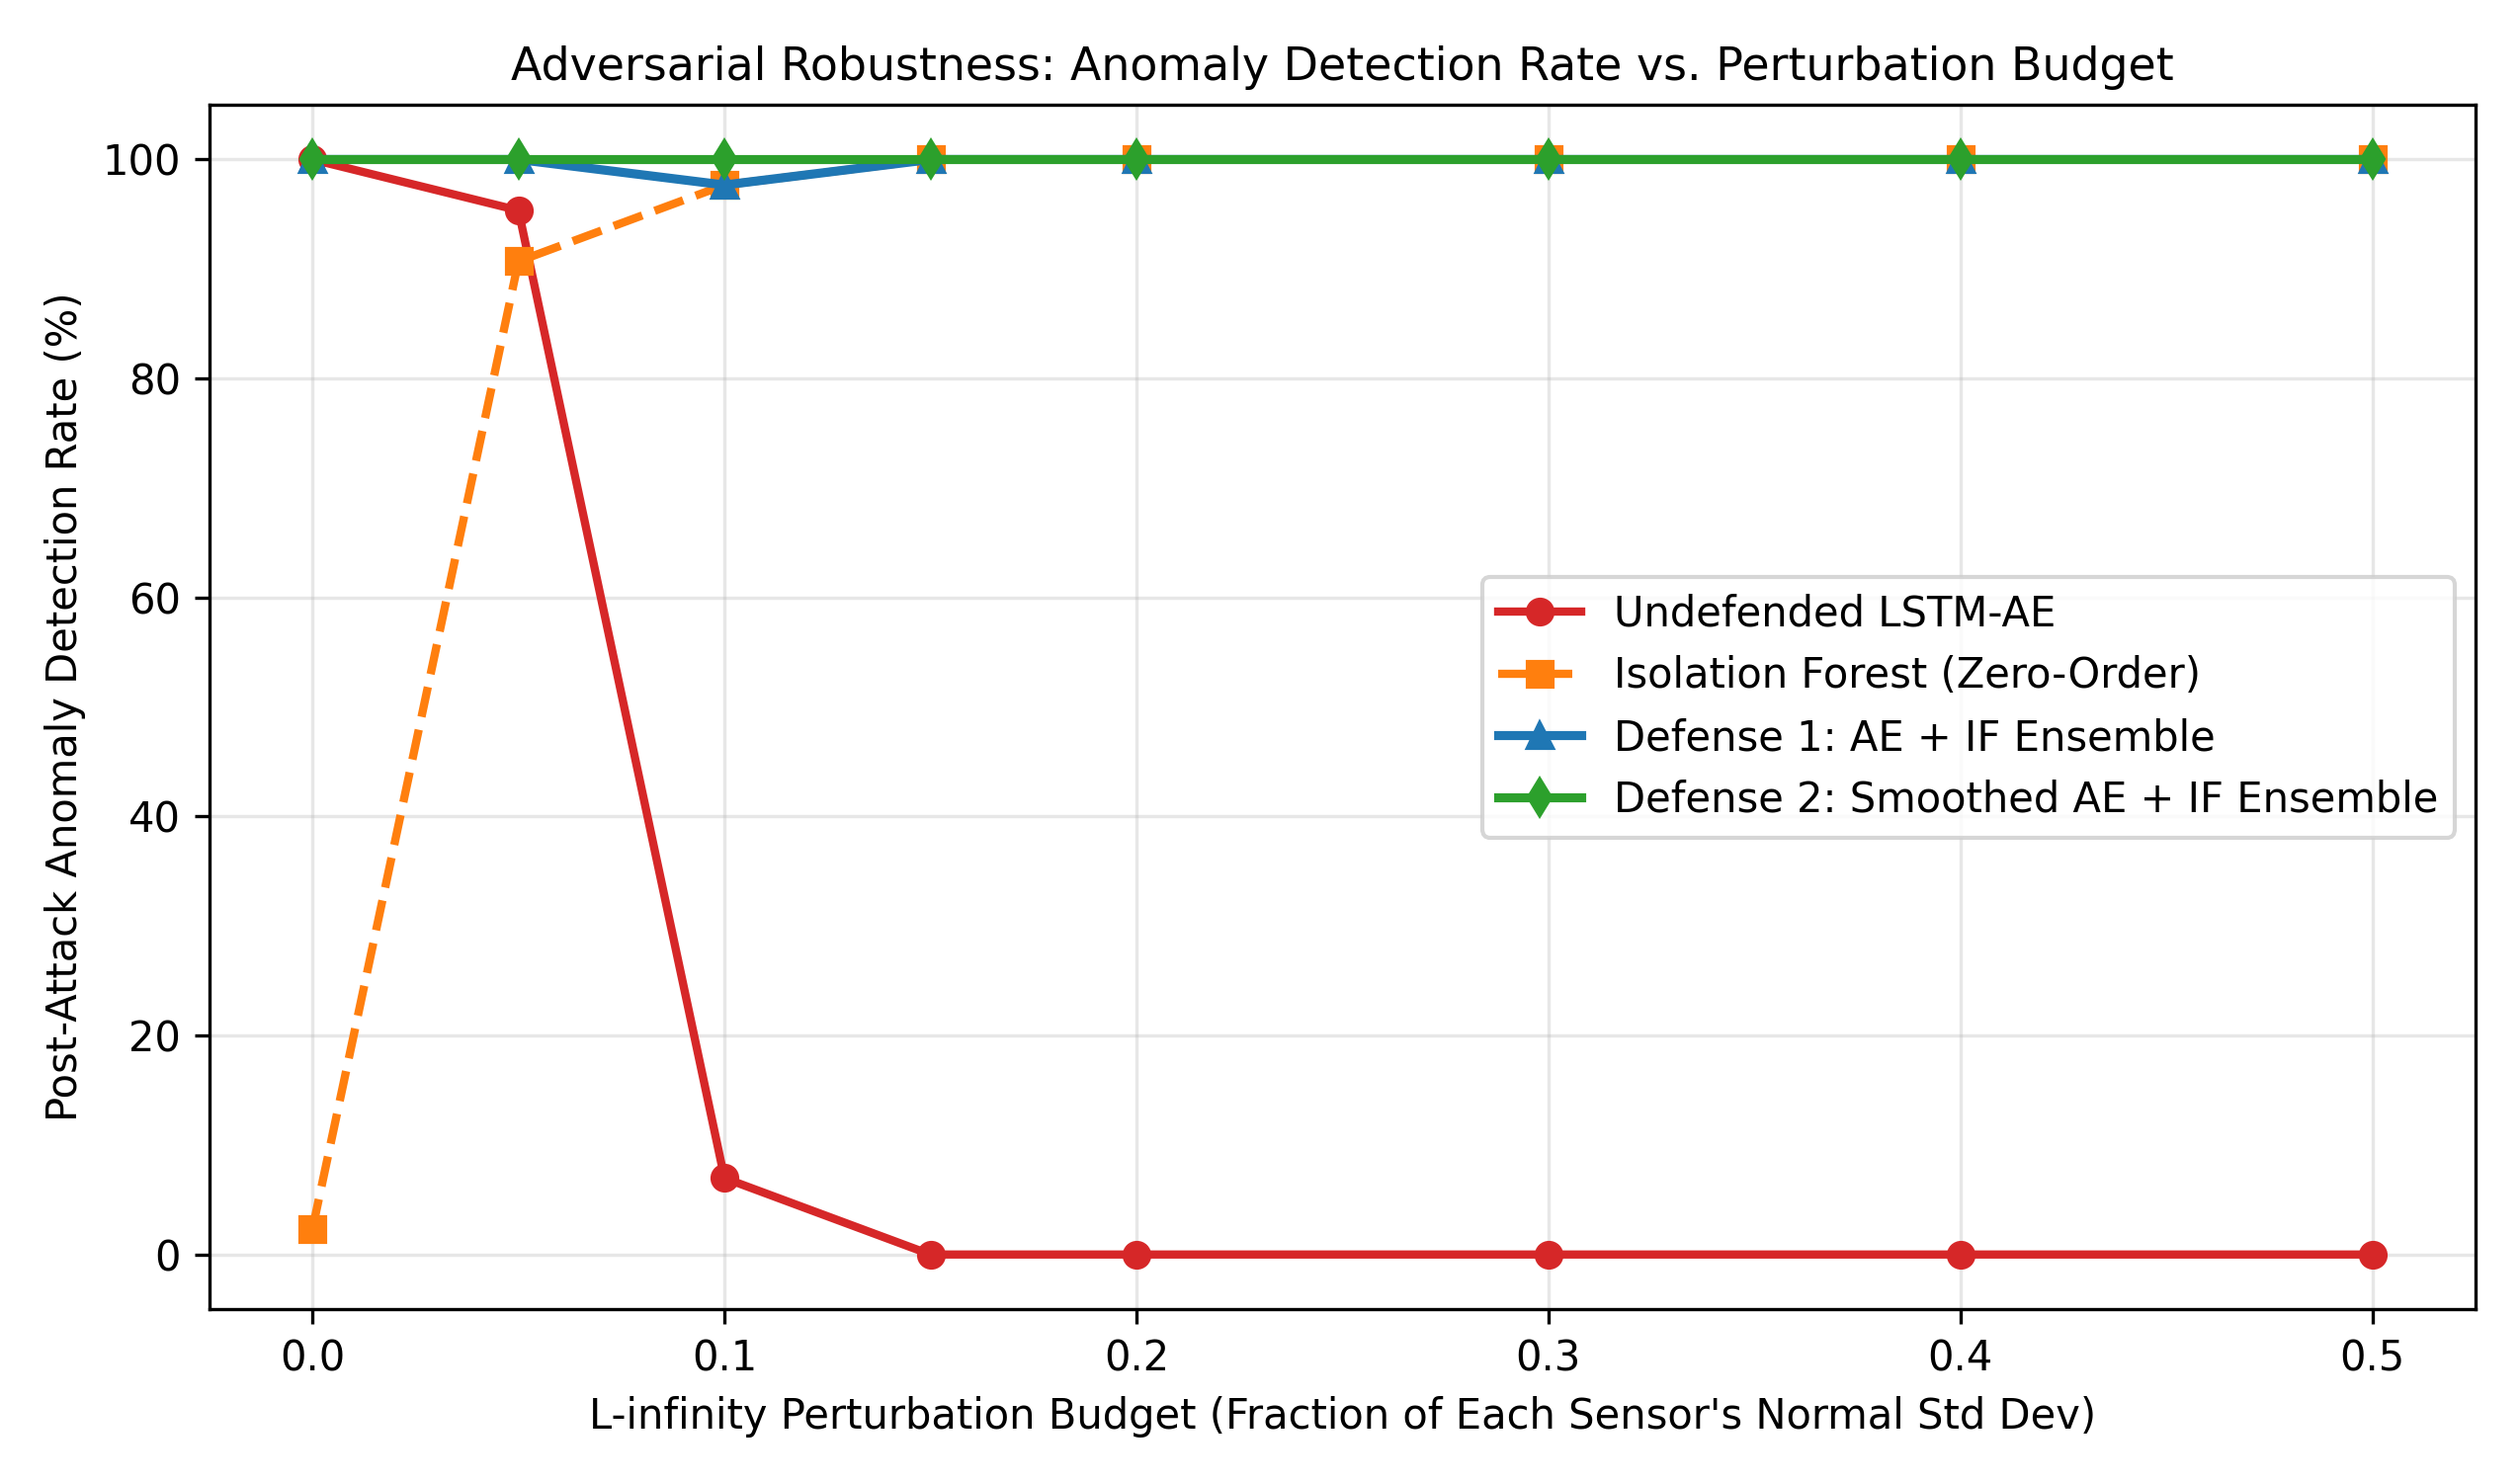 Adversarial Robustness: Anomaly Detection Rate vs. Perturbation Budget
Post-Attack Anomaly Detection Rate (%)
100
80
60
40
20
0
Undefended LSTM-AE
Isolation Forest (Zero-Order)
Defense 1: AE + IF Ensemble
Defense 2: Smoothed AE + IF Ensemble
0.0 0.1 0.2 0.3 0.4 0.5
L-infinity Perturbation Budget (Fraction of Each Sensor's Normal Std Dev)